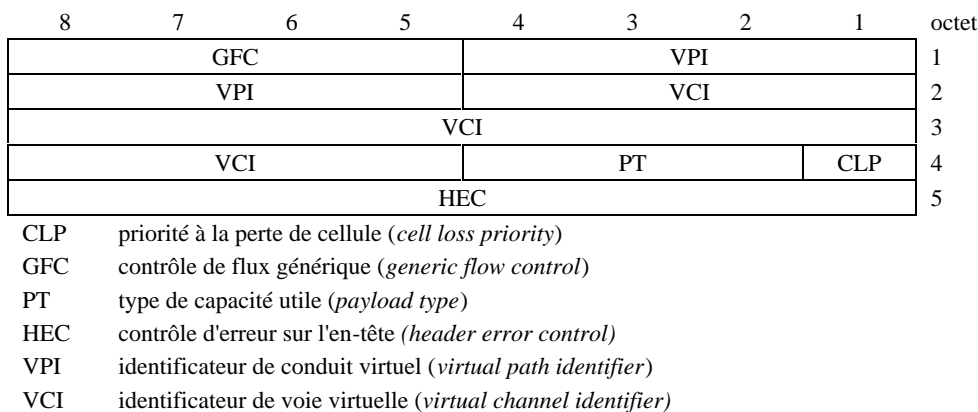 8 7 6 5 4 3 2 1 octet
GFC VPI 1
VPI VCI 2
VCI 3
VCI PT CLP 4
HEC 5
CLP priorité à la perte de cellule (cell loss priority)
GFC contrôle de flux générique (generic flow control)
PT type de capacité utile (payload type)
HEC contrôle d'erreur sur l'en-tête (header error control)
VPI identificateur de conduit virtuel (virtual path identifier)
VCI identificateur de voie virtuelle (virtual channel identifier)